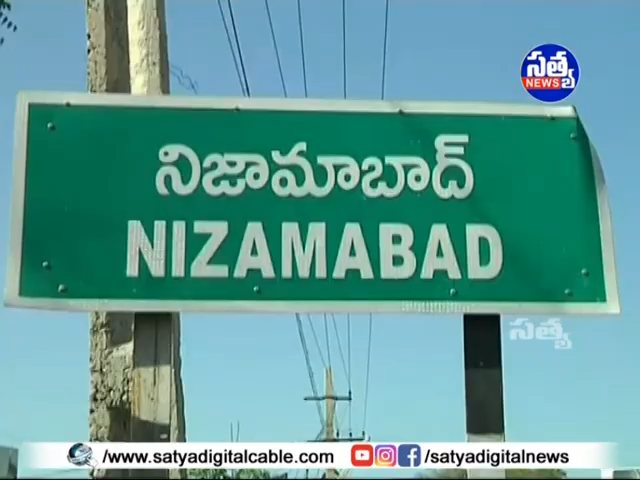 సత్య
NEWS
నిజామాబాద్
NIZAMABAD
సత్య
/www.satyadigitalcable.com/
/satyadigitalnews